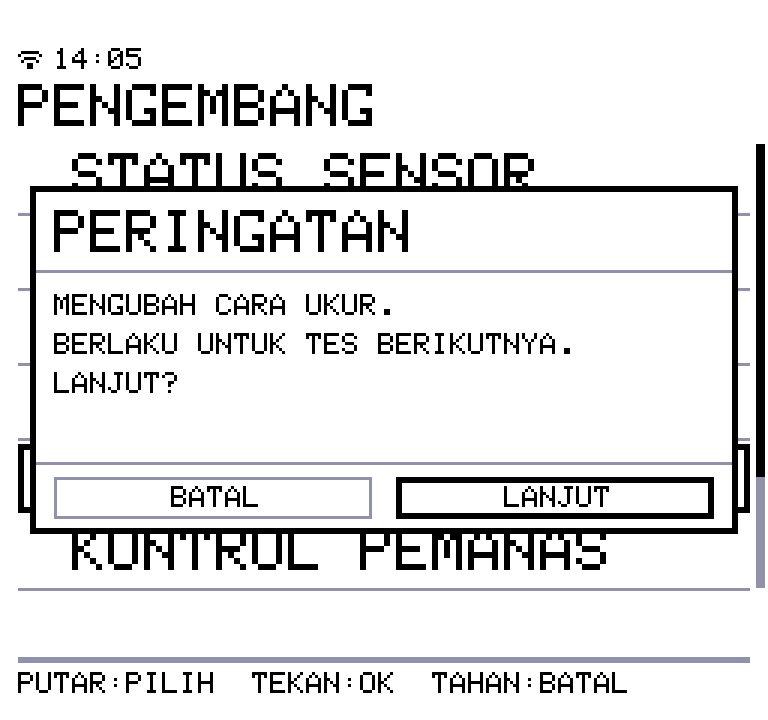 14:05
PENGEMBANG
STATUS SENSOR
PERINGATAN
MENGUBAH CARA UKUR.
BERLAKU UNTUK TES BERIKUTNYA.
LANJUT?
BATAL LANJUT
KONTROL PEMANAS
PUTAR:PILIH TEKAN:OK TAHAN:BATAL